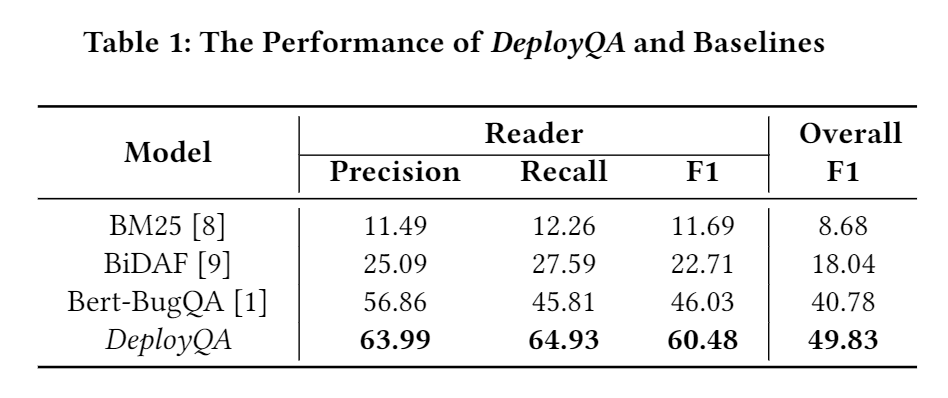 Table 1: The Performance of DeployQA and Baselines
Model Reader Overall
Precision Recall F1 F1
BM25 [8] 11.49 12.26 11.69 8.68
BiDAF [9] 25.09 27.59 22.71 18.04
Bert-BugQA [1] 56.86 45.81 46.03 40.78
DeployQA 63.99 64.93 60.48 49.83